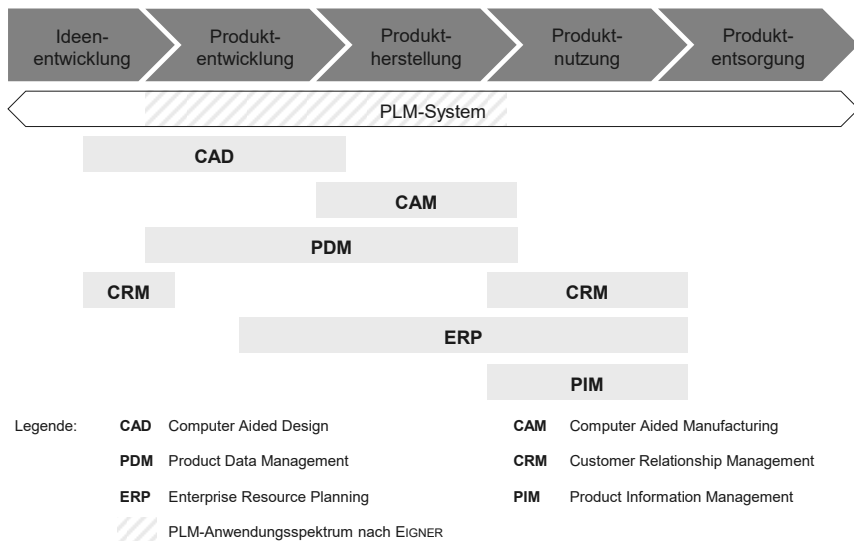 Ideen-
entwicklung
Produkt-
entwicklung
Produkt-
herstellung
Produkt-
nutzung
Produkt-
entsorgung
PLM-System
CAD
CAM
PDM
CRM
CRM
ERP
PIM
Legende:
CAD Computer Aided Design
CAM Computer Aided Manufacturing
PDM Product Data Management
CRM Customer Relationship Management
ERP Enterprise Resource Planning
PIM Product Information Management
PLM-Anwendungsspektrum nach EIGNER